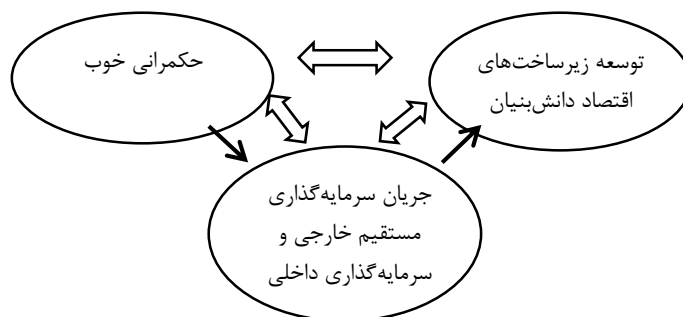 حکمرانی خوب
توسعه زیرساخت‌های
اقتصاد دانش‌بنیان
جریان سرمایه‌گذاری
مستقیم خارجی و
سرمایه‌گذاری داخلی